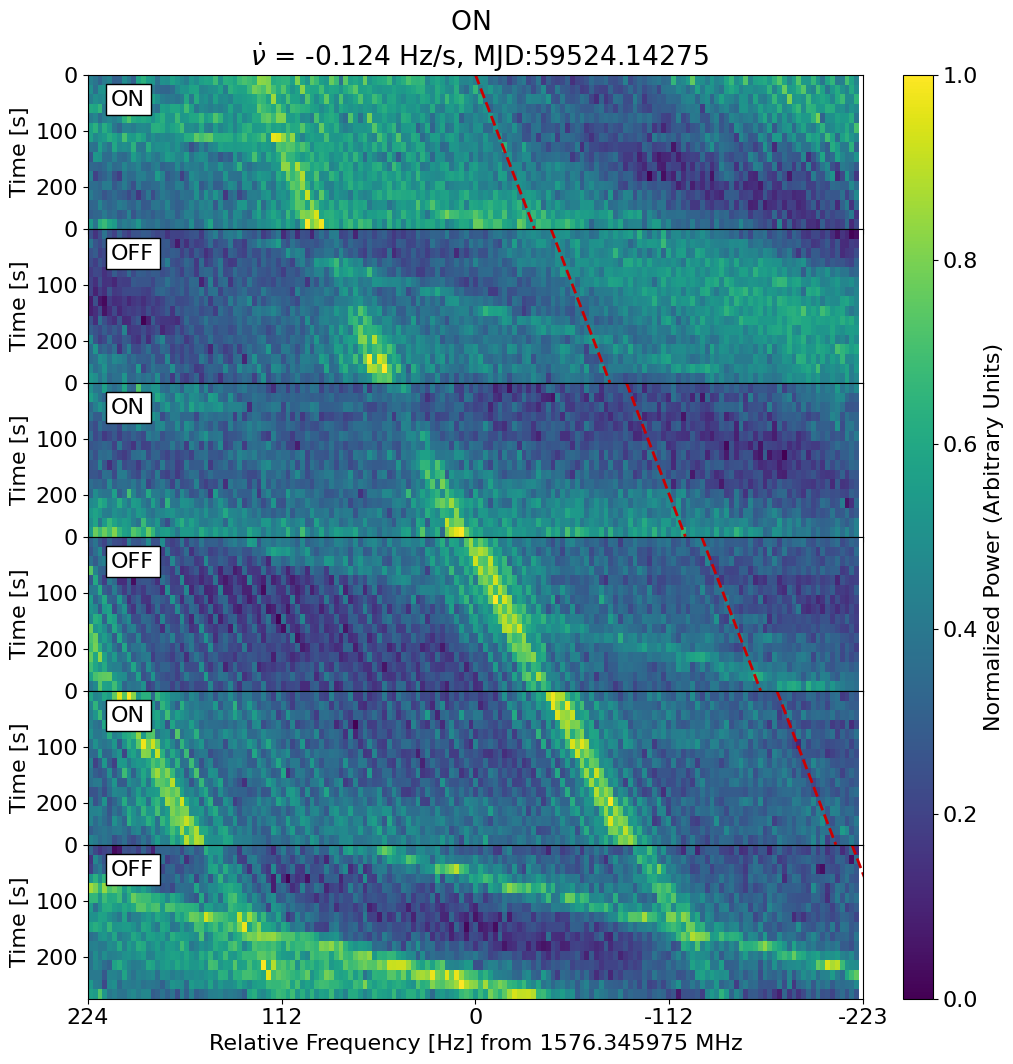 ON
ν̇ = -0.124 Hz/s, MJD:59524.14275
0
100
200
Time [s]
ON
0
100
200
Time [s]
OFF
0
100
200
Time [s]
ON
0
100
200
Time [s]
OFF
0
100
200
Time [s]
ON
0
100
200
Time [s]
OFF
224 112 0 -112 -223
Relative Frequency [Hz] from 1576.345975 MHz
1.0
0.8
0.6
0.4
0.2
0.0
Normalized Power (Arbitrary Units)